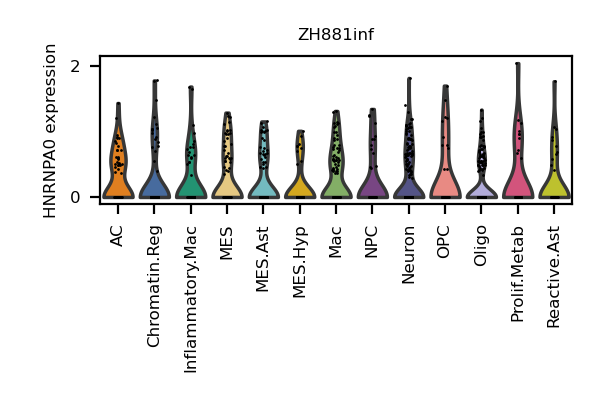 ZH881inf
HNRNPA0 expression
2
0
AC
Chromatin.Reg
Inflammatory.Mac
MES
MES.Ast
MES.Hyp
Mac
NPC
Neuron
OPC
Oligo
Prolif.Metab
Reactive.Ast